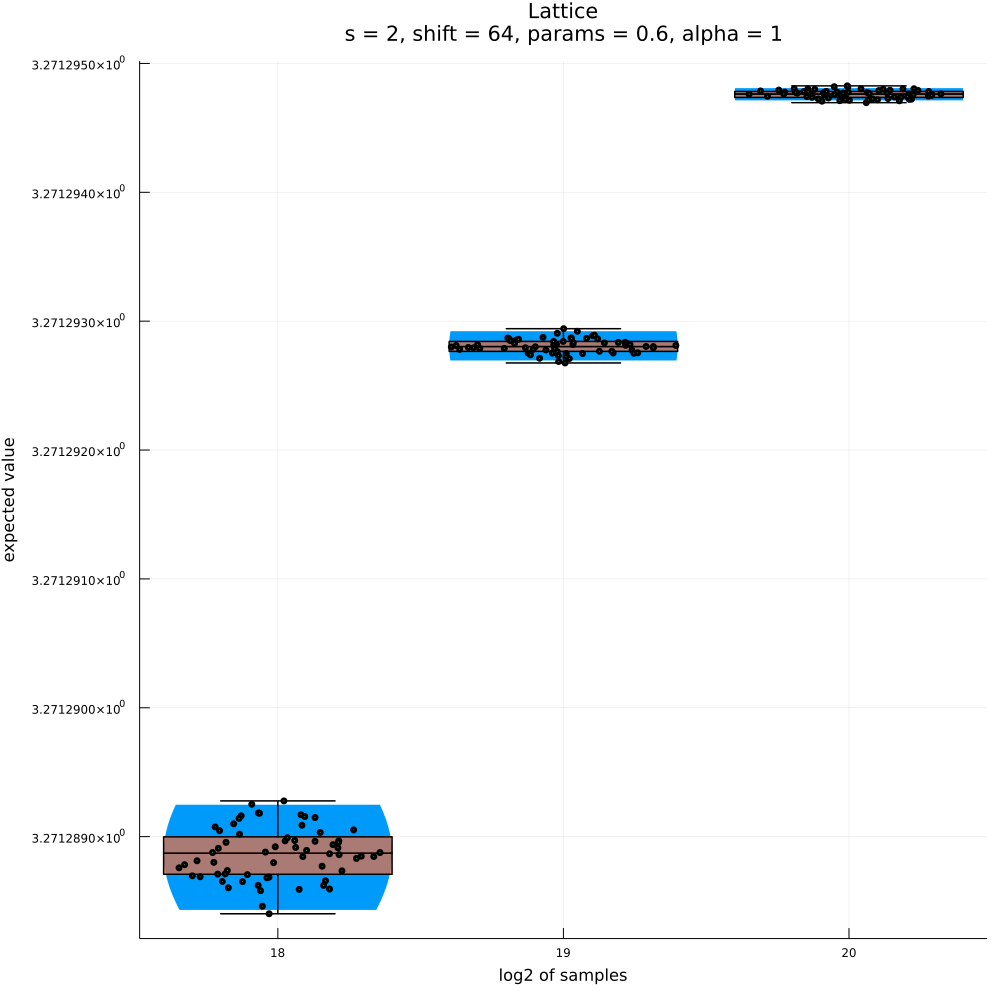 Lattice
s = 2, shift = 64, params = 0.6, alpha = 1
3.2712950×10⁰
3.2712940×10⁰
3.2712930×10⁰
3.2712920×10⁰
3.2712910×10⁰
3.2712900×10⁰
3.2712890×10⁰
expected value
18 19 20
log2 of samples